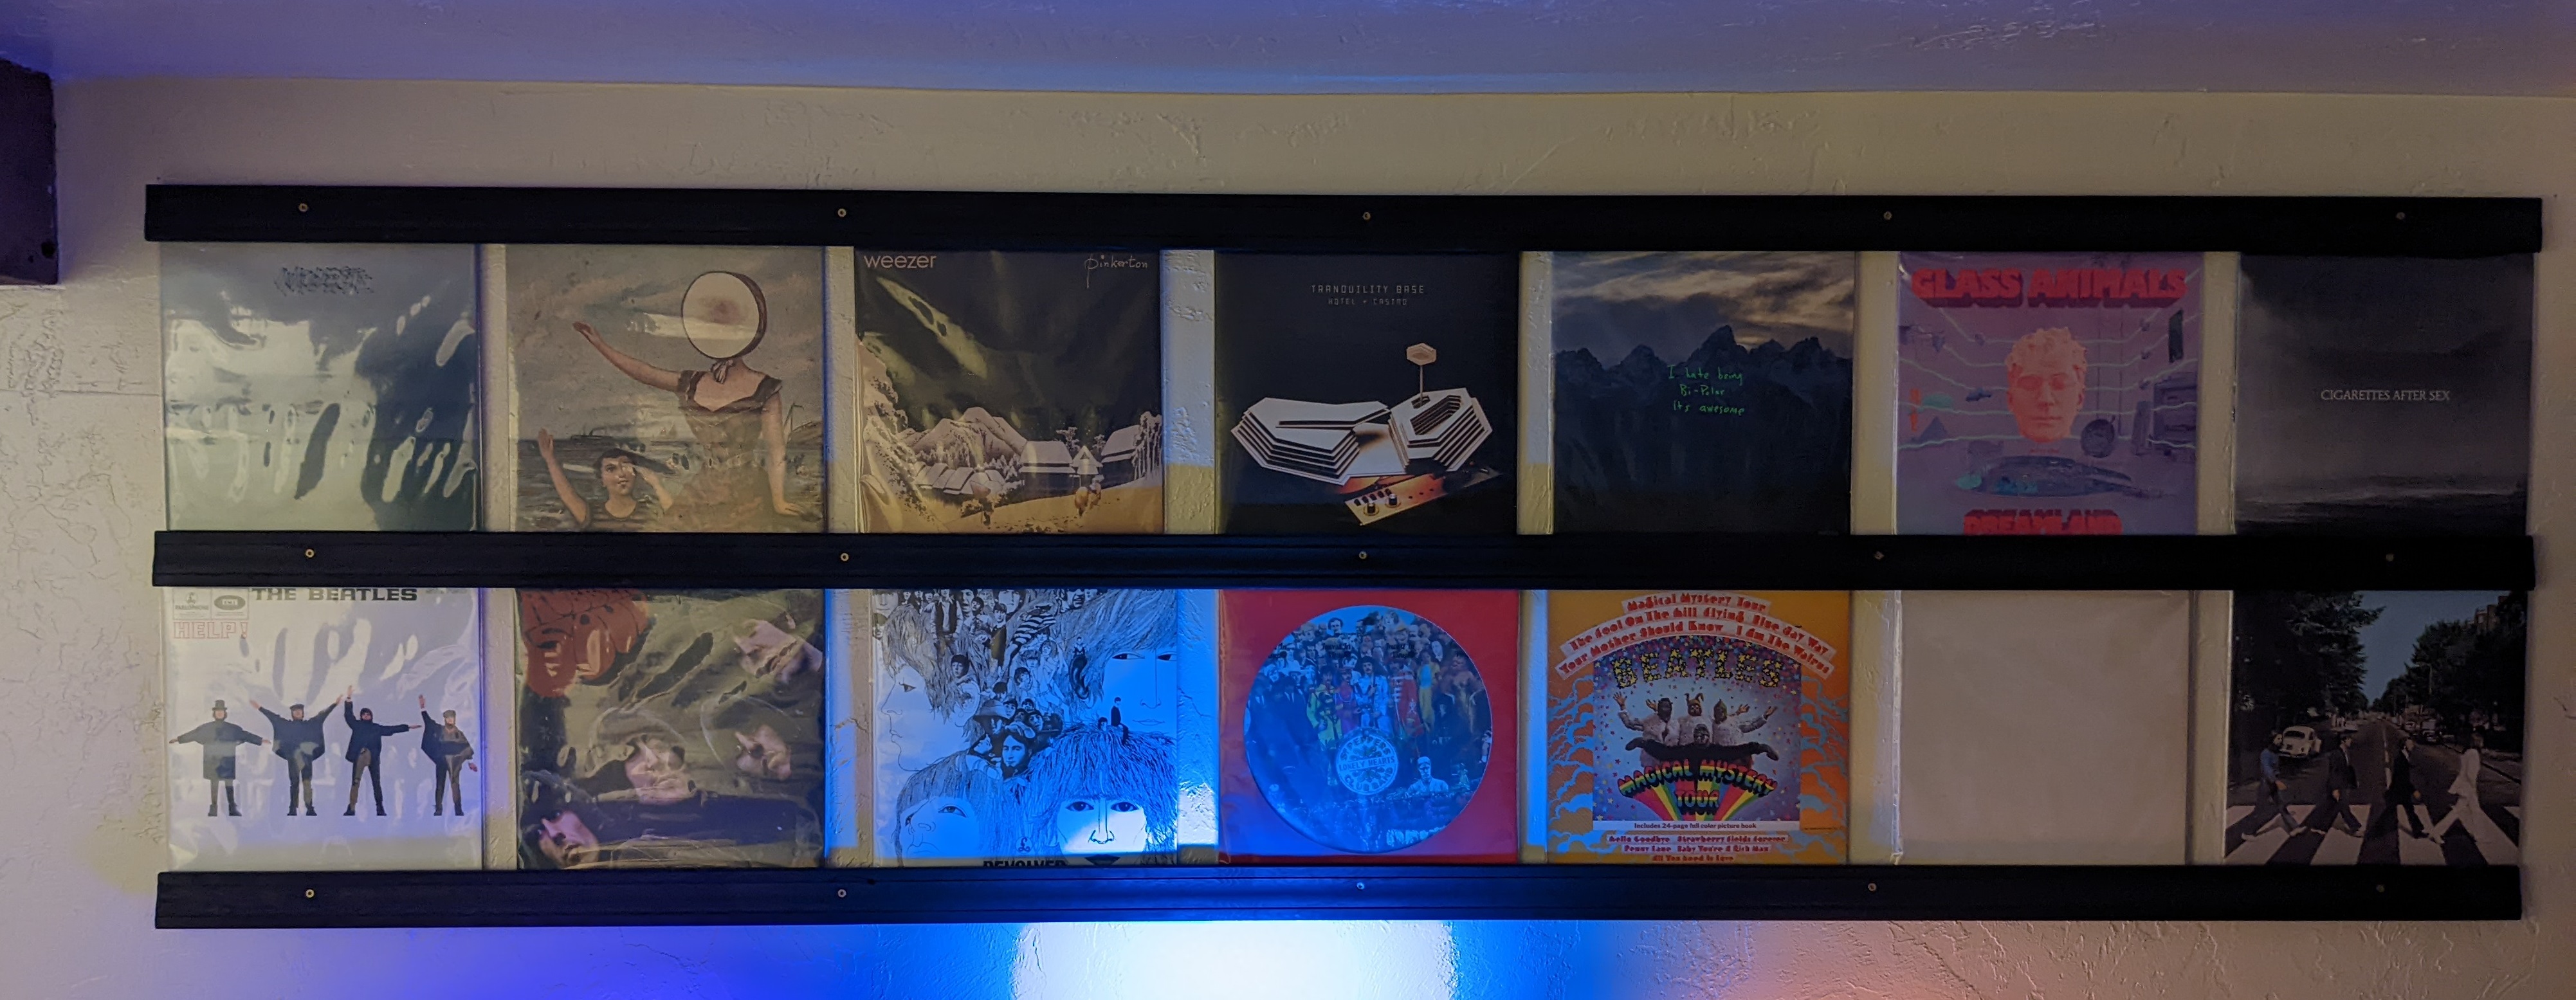 weezer
pinkerton
TRANQUILITY BASE
HOTEL + CASINO
I hate being
Bi-Polar
its awesome
GLASS ANIMALS
DREAMLAND
CIGARETTES AFTER SEX
THE BEATLES
HELP!
REVOLVER
LONELY HEARTS
Magical Mystery Tour
The Fool On The Hill Flying Blue Jay Way
Your Mother Should Know I Am The Walrus
BEATLES
MAGICAL MYSTERY
TOUR
Includes 24-page full color picture book
Hello Goodbye Strawberry Fields Forever
Penny Lane Baby You're A Rich Man
All You Need Is Love